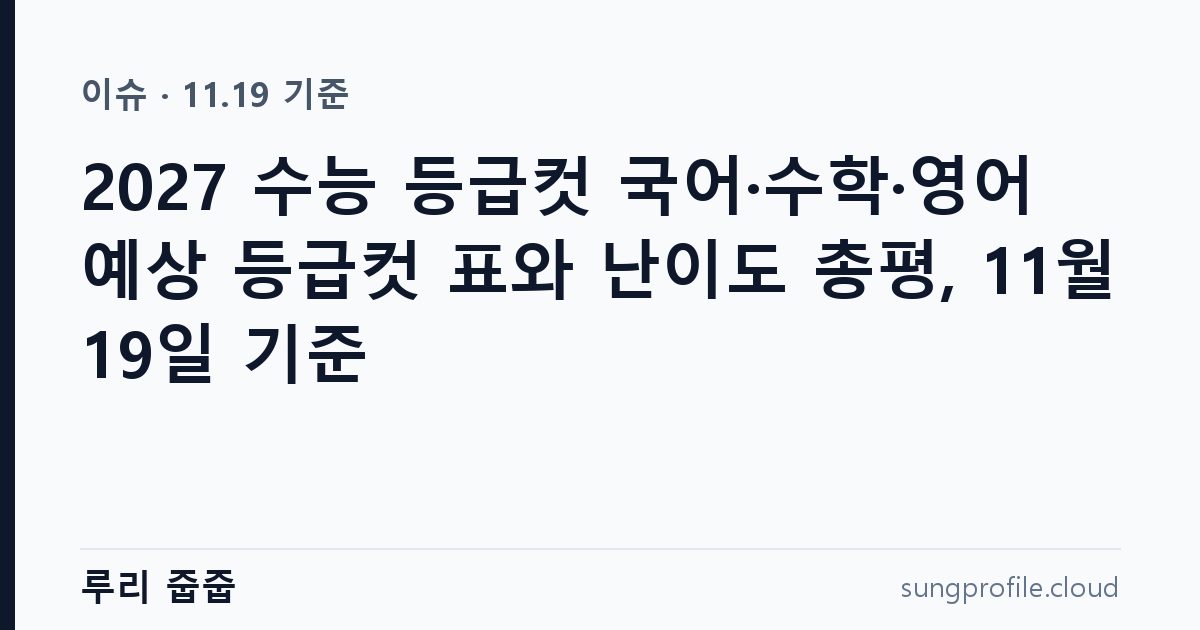 이슈 · 11.19 기준
2027 수능 등급컷 국어·수학·영어
예상 등급컷 표와 난이도 총평, 11월
19일 기준
루리 줍줍
sungprofile.cloud